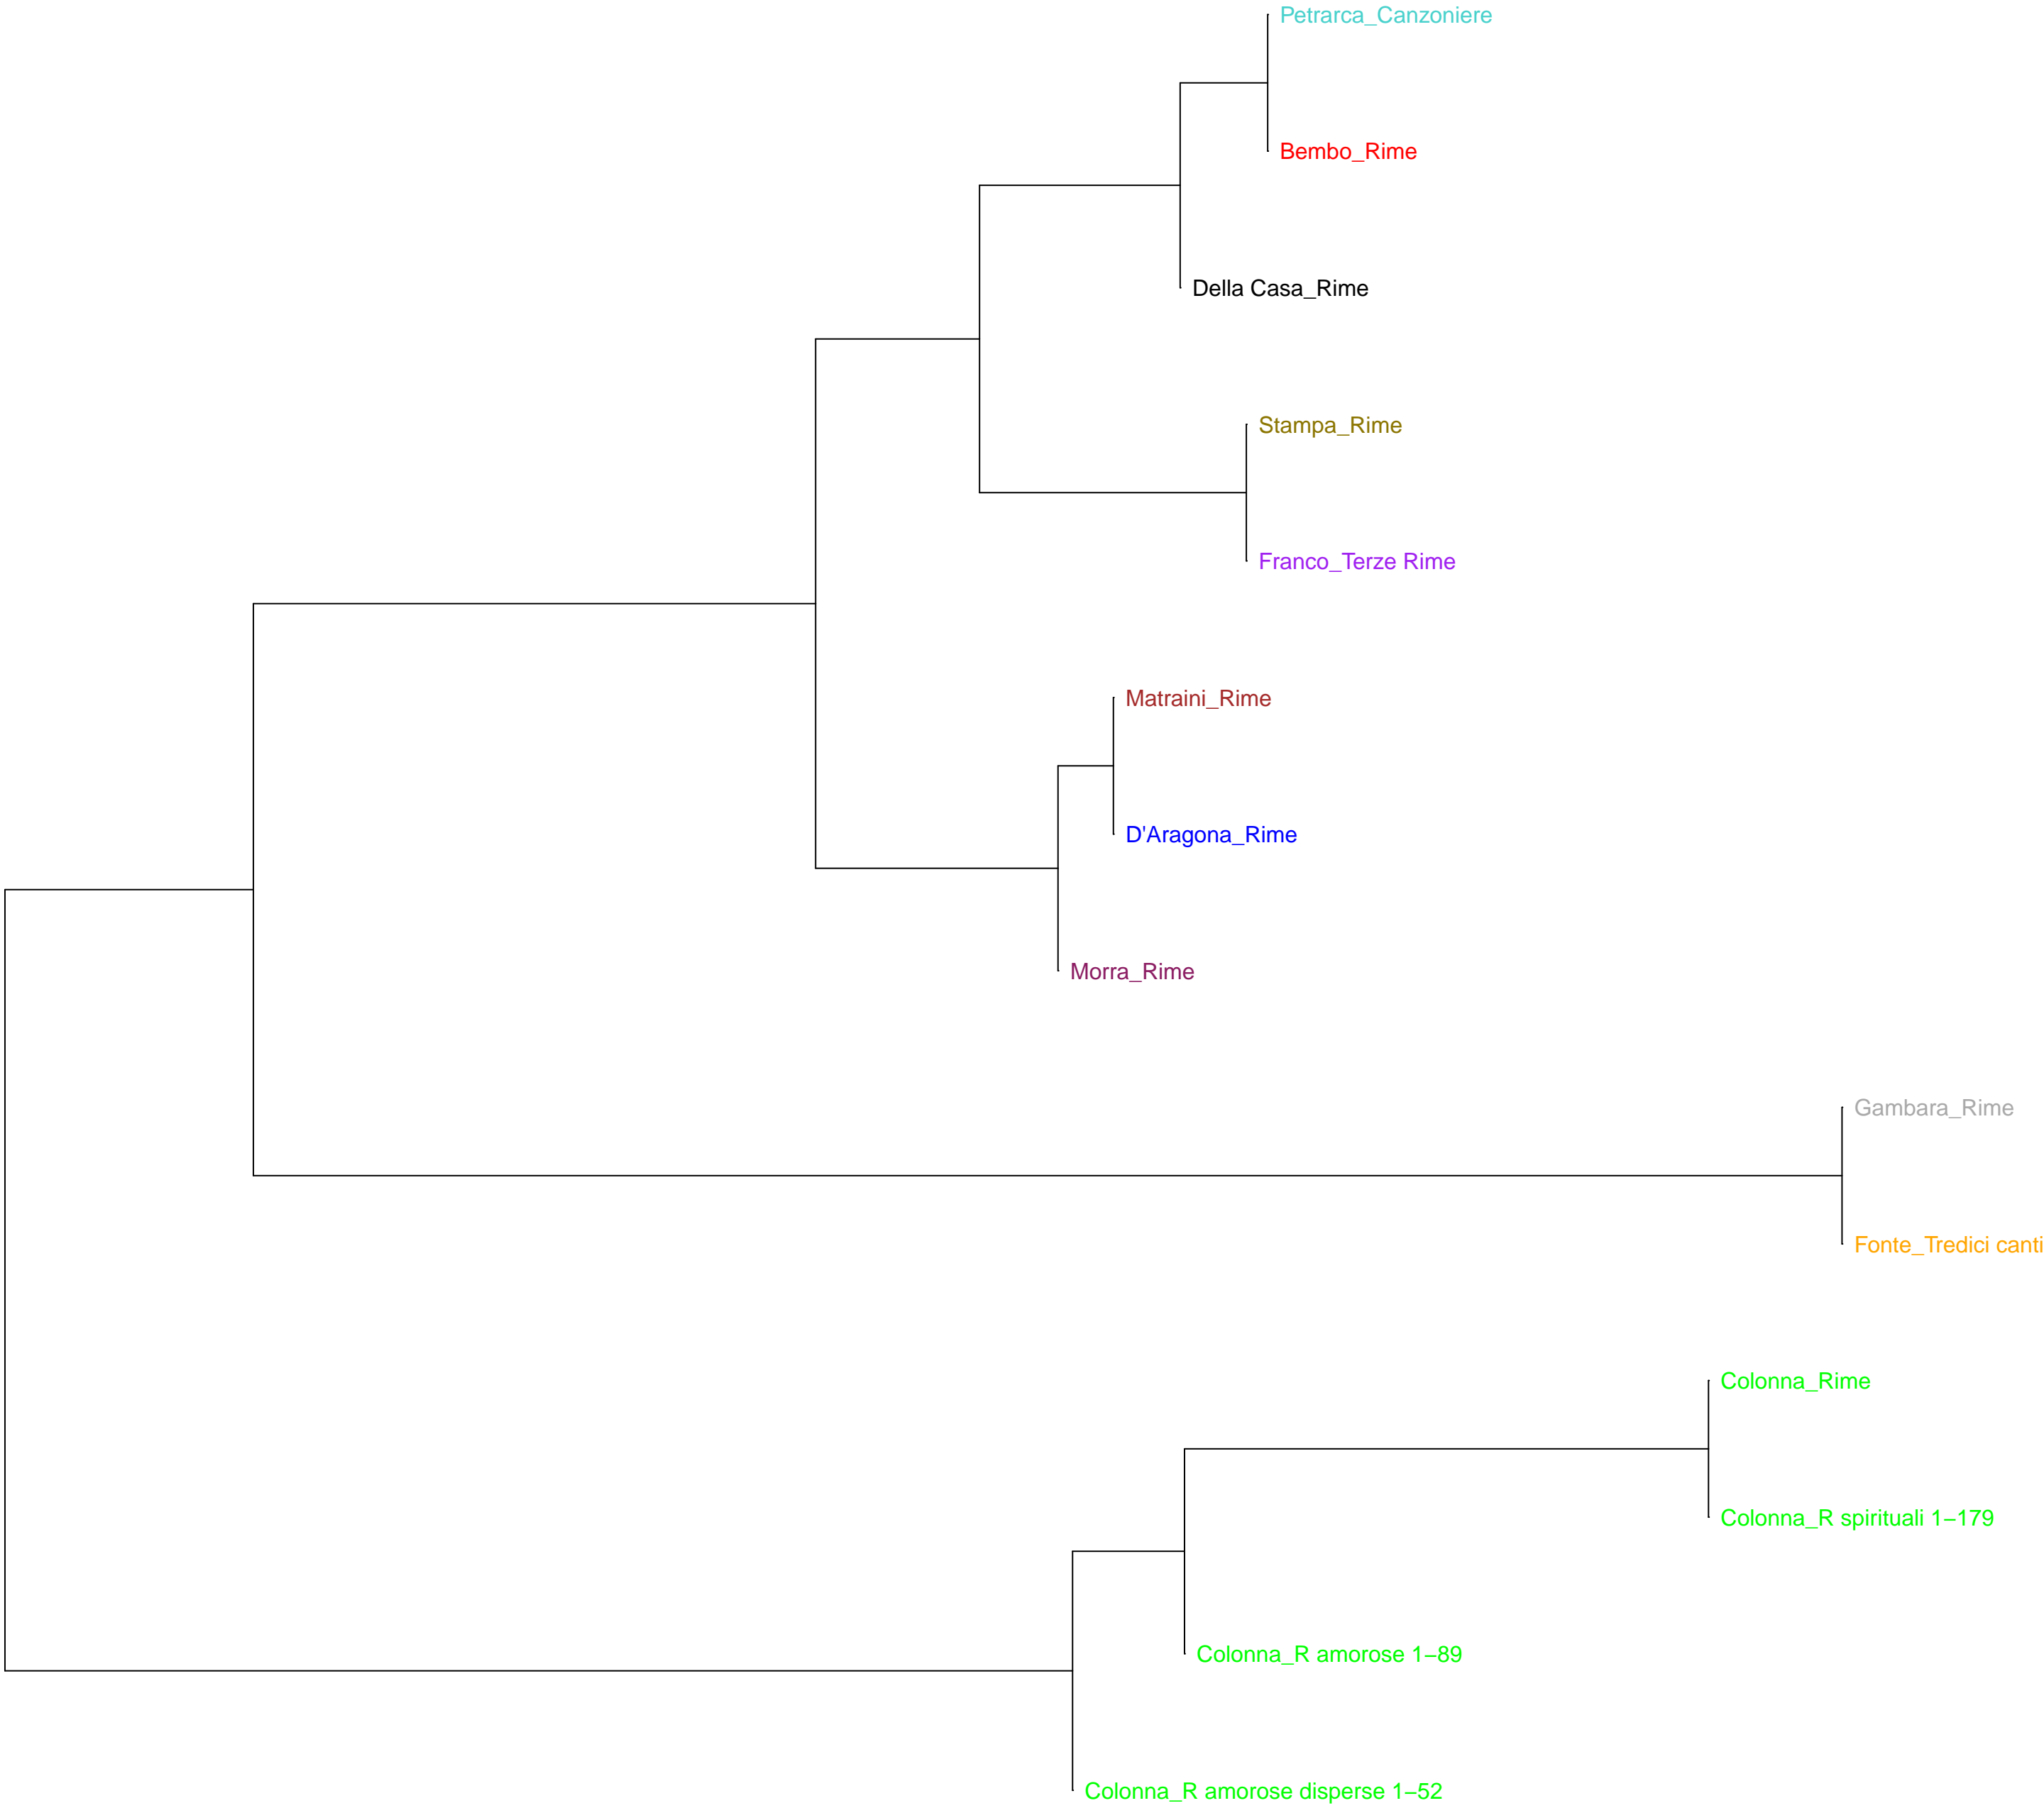 Petrarca_Canzoniere
Bembo_Rime
Della Casa_Rime
Stampa_Rime
Franco_Terze Rime
Matraini_Rime
D'Aragona_Rime
Morra_Rime
Gambara_Rime
Fonte_Tredici canti
Colonna_Rime
Colonna_R spirituali 1–179
Colonna_R amorose 1–89
Colonna_R amorose disperse 1–52